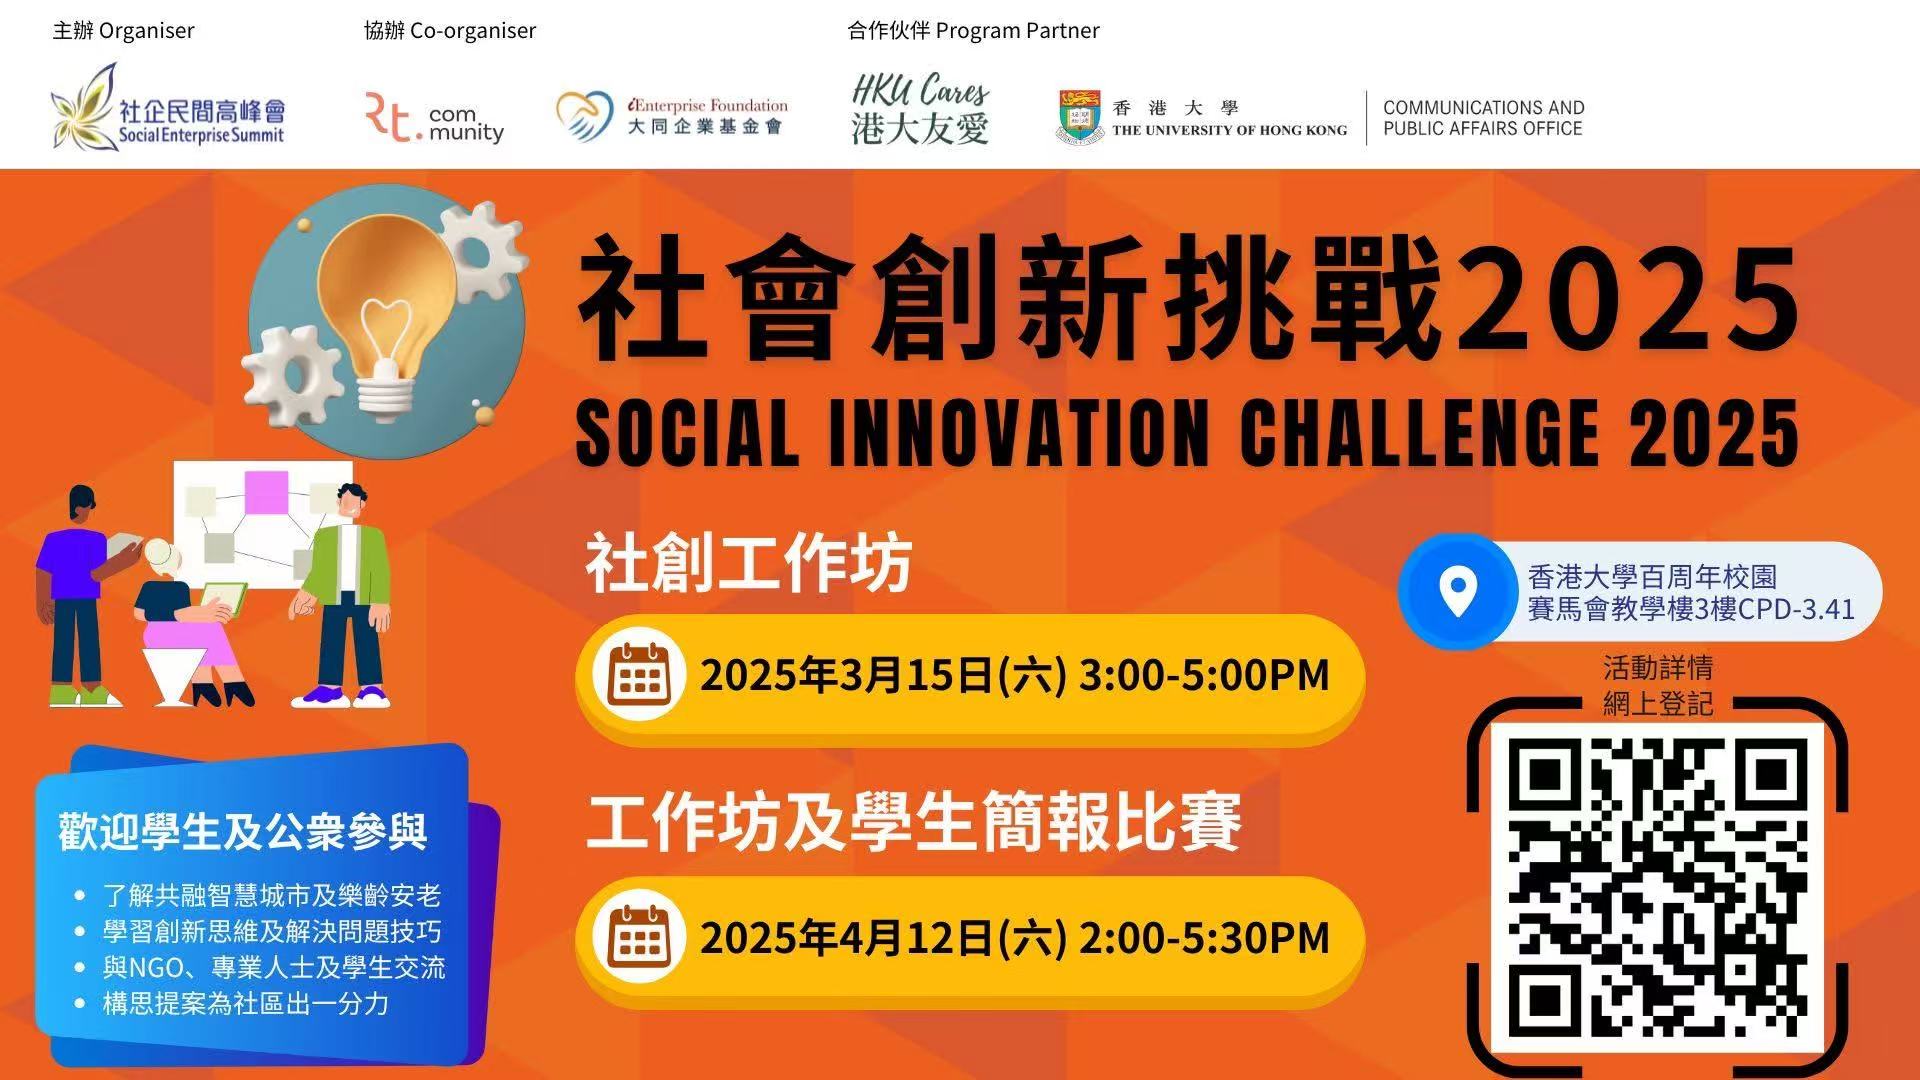 主辦 Organiser
協辦 Co-organiser
合作伙伴 Program Partner
社企民間高峰會
Social Enterprise Summit
Rt.
com
munity
iEnterprise Foundation
大同企業基金會
HKU Cares
港大友愛
香港大學
THE UNIVERSITY OF HONG KONG
COMMUNICATIONS AND
PUBLIC AFFAIRS OFFICE
社會創新挑戰2025
SOCIAL INNOVATION CHALLENGE 2025
社創工作坊
2025年3月15日(六) 3:00-5:00PM
工作坊及學生簡報比賽
2025年4月12日(六) 2:00-5:30PM
香港大學百周年校園
賽馬會教學樓3樓CPD-3.41
活動詳情
網上登記
歡迎學生及公眾參與
• 了解共融智慧城市及樂齡安老
• 學習創新思維及解決問題技巧
• 與NGO、專業人士及學生交流
• 構思提案為社區出一分力